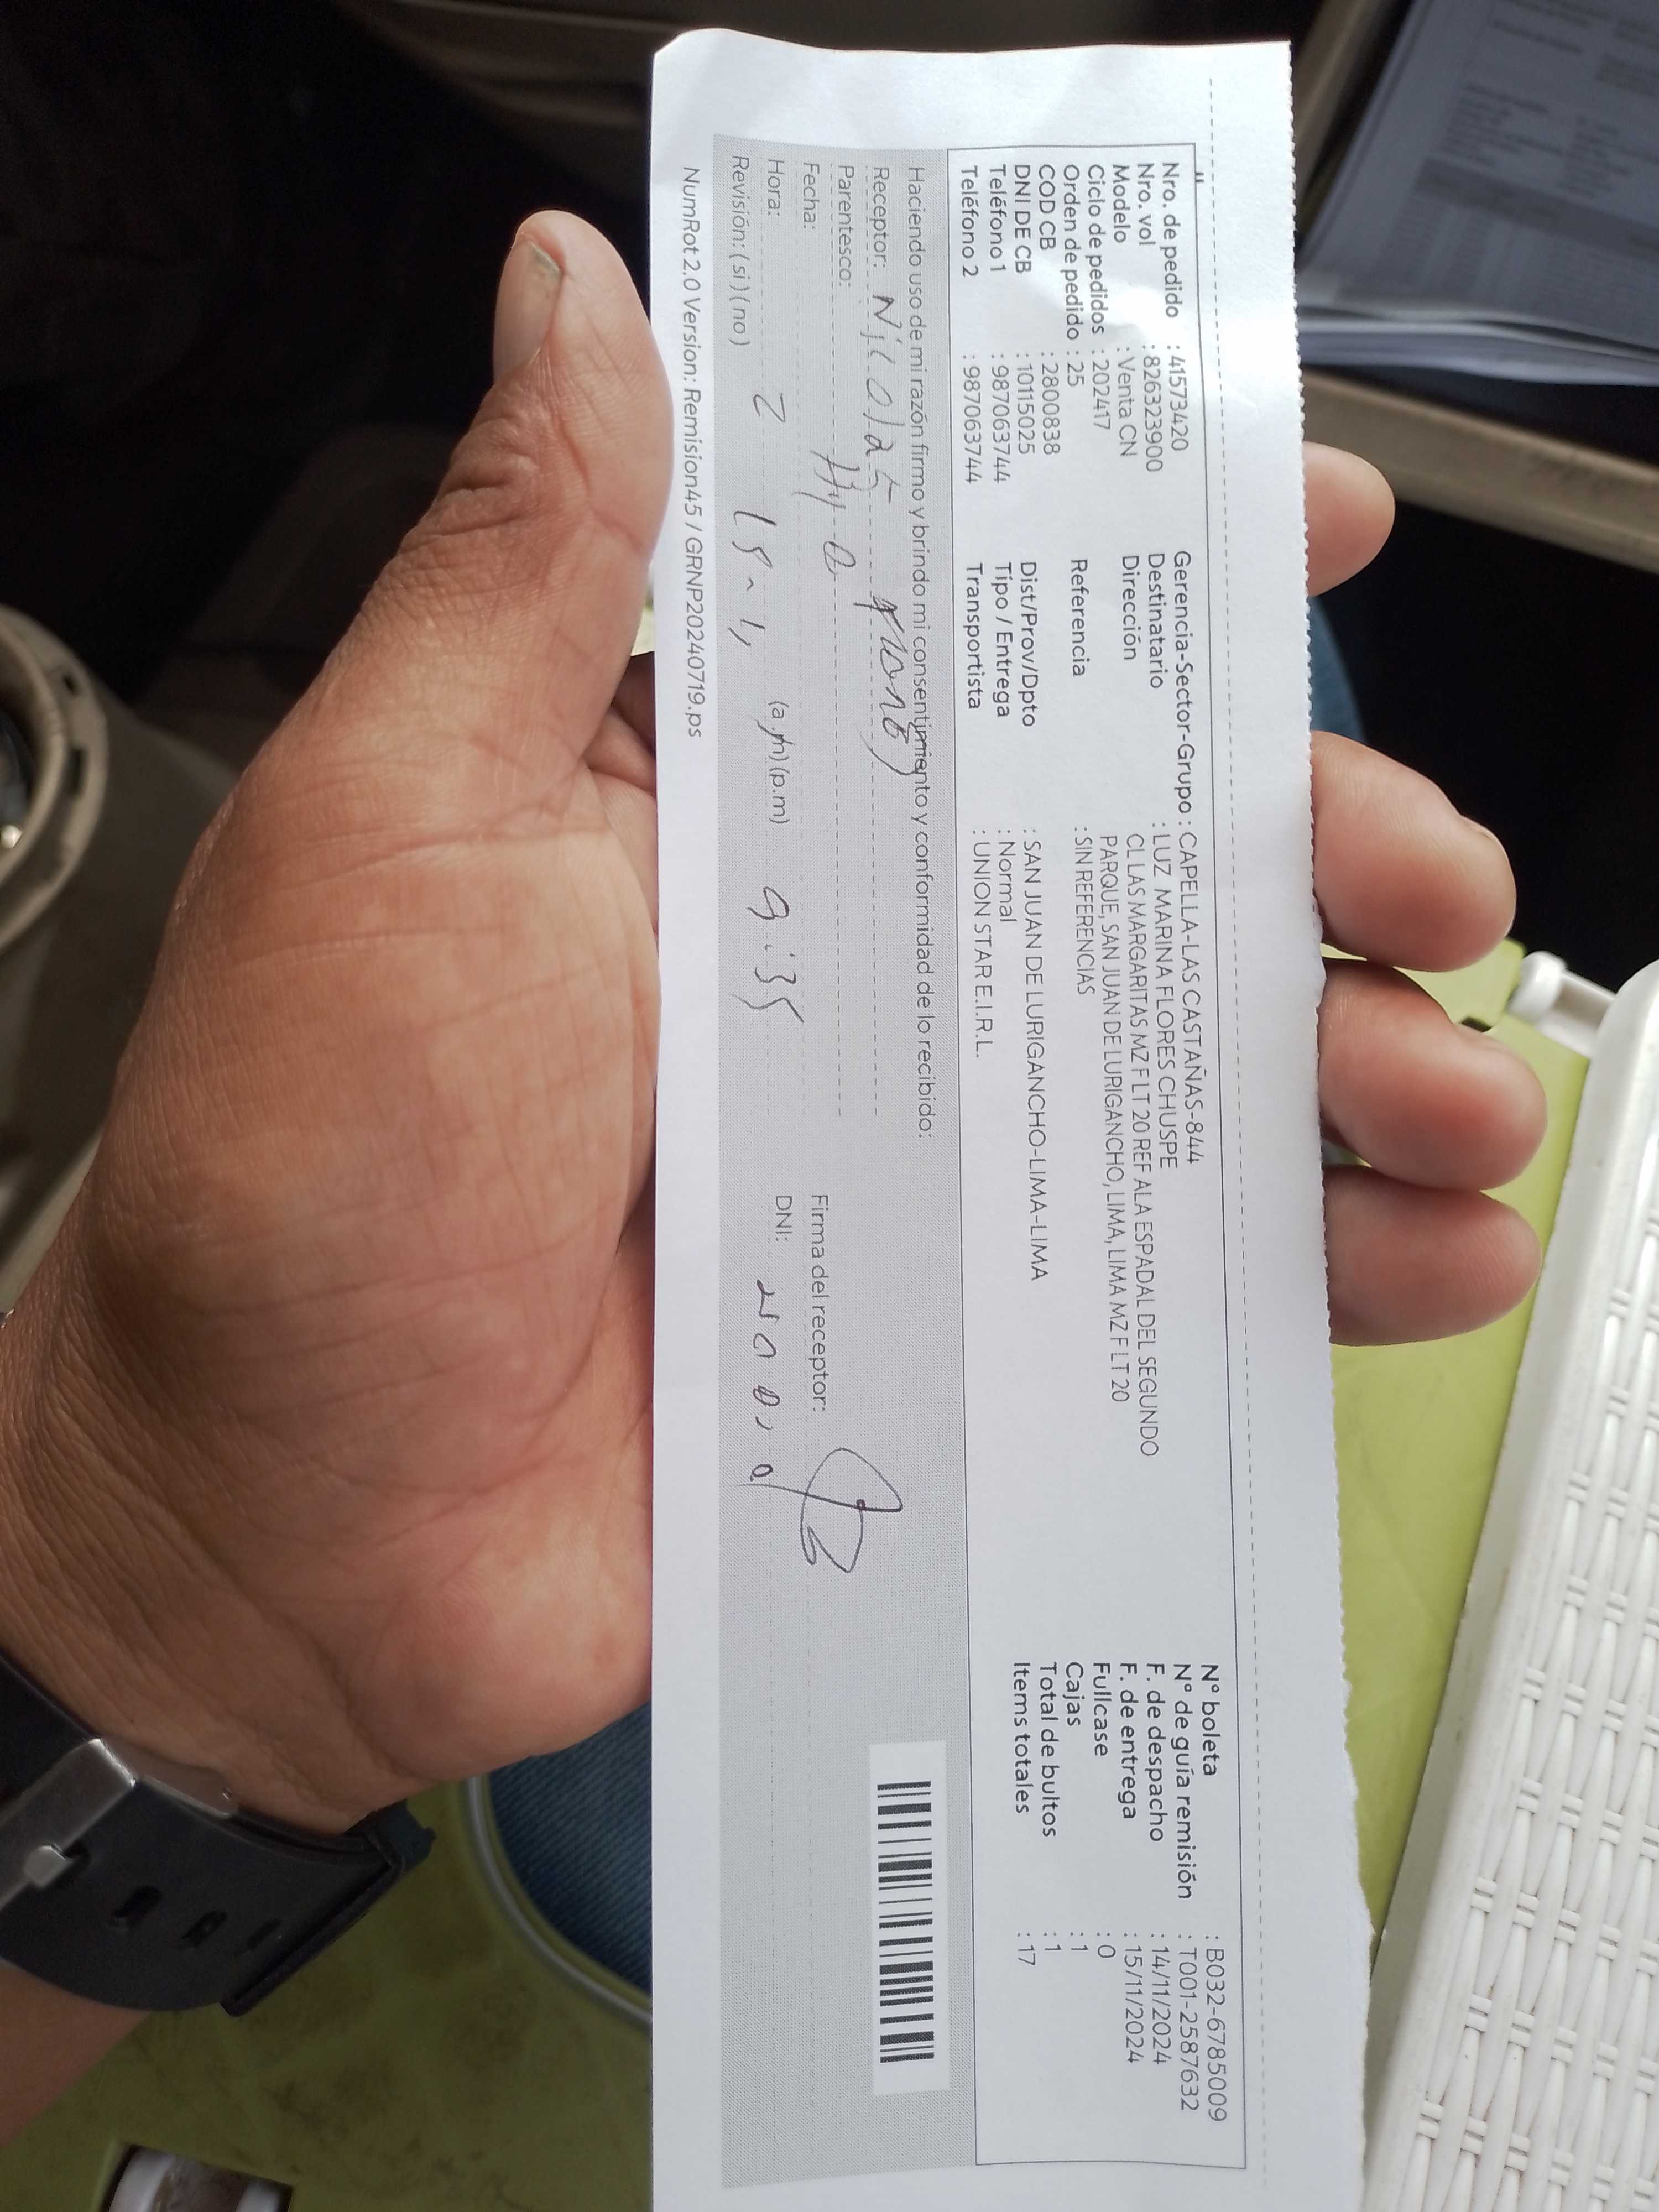 Nro. de pedido : 41573420
Nro. vol : 826323900
Modelo : Venta CN
Ciclo de pedidos : 202417
Orden de pedido : 25
COD CB : 2800838
DNI DE CB : 10115025
Teléfono1 : 987063744
Teléfono 2 : 987063744
Gerencia-Sector-Grupo : CAPELLA-LAS CASTAÑAS-844
Destinatario : LUZ MARINA FLORES CHUSPE
Dirección CL LAS MARGARITAS MZ F LT 20 REF ALA ESPADAL DEL SEGUNDO
PARQUE, SAN JUAN DE LURIGANCHO, LIMA, LIMA MZ F LT 20
Referencia : SIN REFERENCIAS
Dist/Prov/Dpto : SAN JUAN DE LURIGANCHO-LIMA-LIMA
Tipo / Entrega : Normal
Transportista : UNION STAR E.I.R.L.
N° boleta : B032-6785009
N° de guía remisión : T001-2587632
F. de despacho : 14/11/2024
F. de entrega : 15/11/2024
Fullcase : 0
Cajas : 1
Total de bultos : 1
Items totales : 17
Haciendo uso de mi razón firmo y brindo mi consentimiento y conformidad de lo recibido:
Receptor: Nicolas
Parentesco:
Fecha:
Hora: (a.m) (p.m) 9:35
Revisión: (si) (no)
Firma del receptor:
DNI:
NumRot 2.0 Version: Remision45 / GRNP20240719.ps